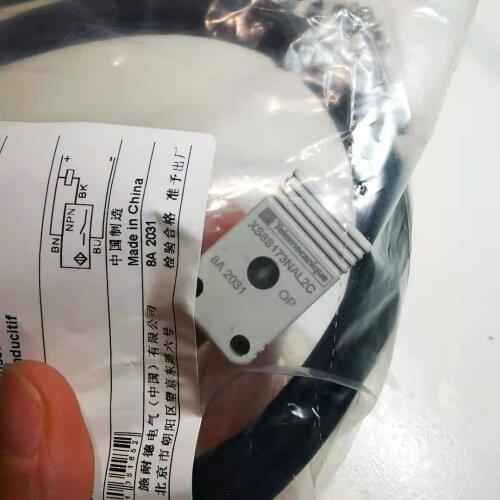 BN
NPN
BK
BU
+
中国制造
Made in China
8A 2031
检验合格 准予出厂
nducitif
施耐德电气（中国）有限公司
北京市朝阳区望京东路六号
Telemecanique
XS8S173NAL2C
8A 2031
OP